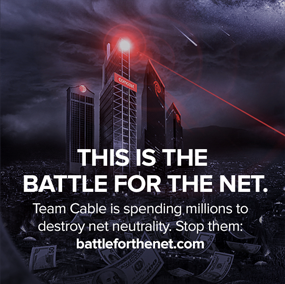 THIS IS THE
BATTLE FOR THE NET.
Team Cable is spending millions to
destroy net neutrality. Stop them:
battleforthenet.com